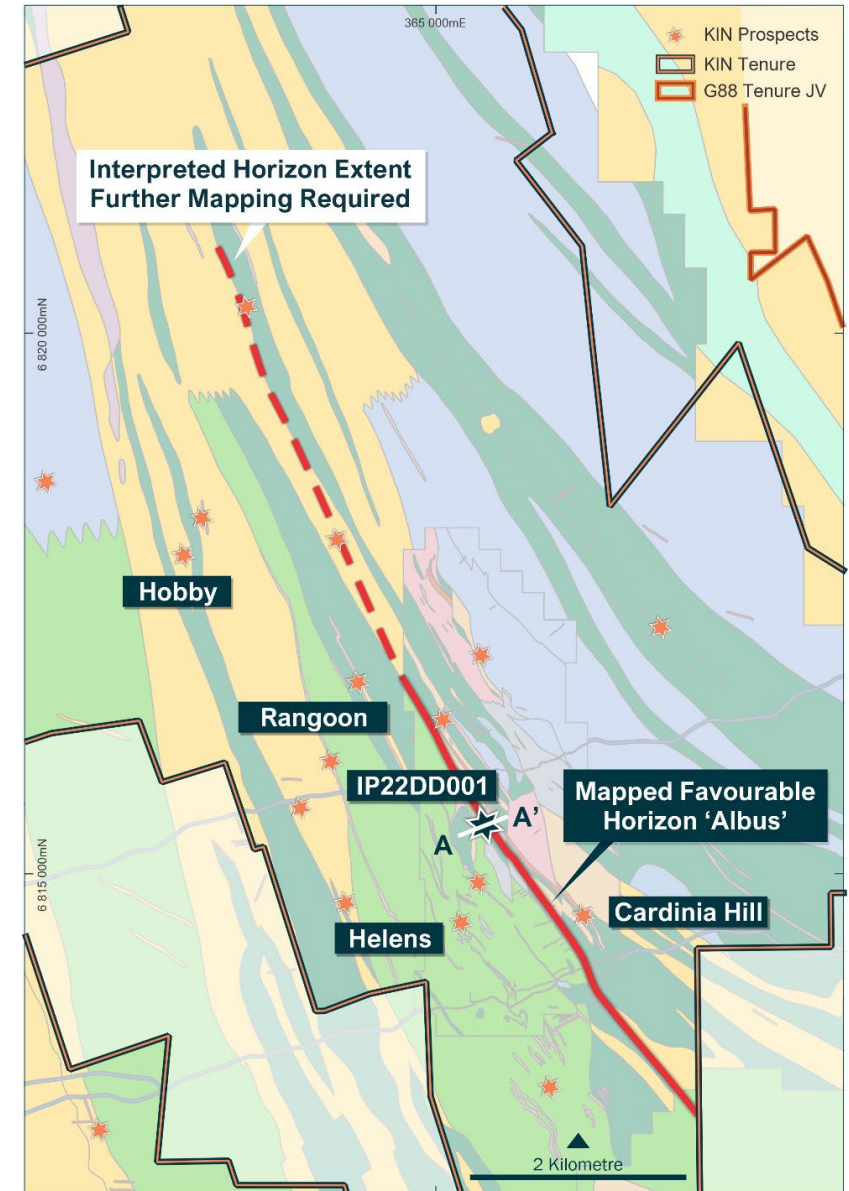 365 000mE
KIN Prospects
KIN Tenure
G88 Tenure JV
Interpreted Horizon Extent
Further Mapping Required
6 820 000mN
Hobby
Rangoon
IP22DD001
A
A’
Mapped Favourable
Horizon ‘Albus’
6 815 000mN
Helens
Cardinia Hill
2 Kilometre